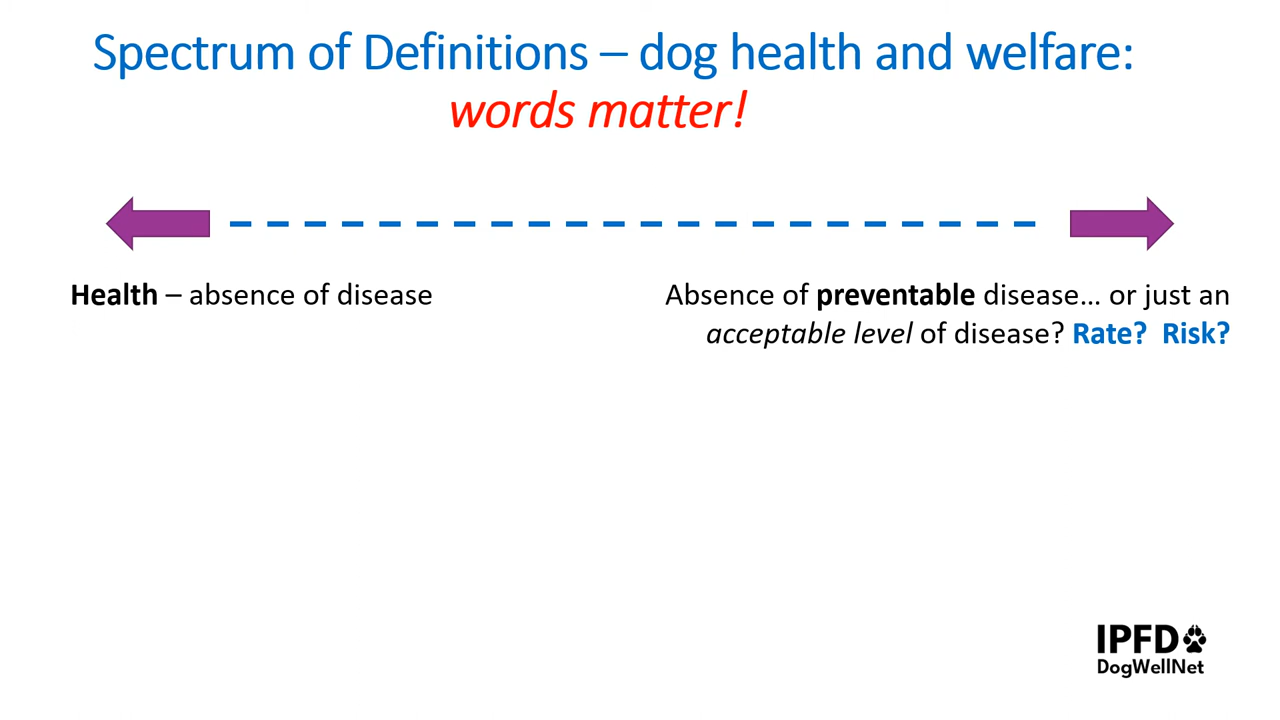 Spectrum of Definitions – dog health and welfare:
words matter!
Health – absence of disease
Absence of preventable disease... or just an
acceptable level of disease? Rate? Risk?
IPFD
DogWellNet